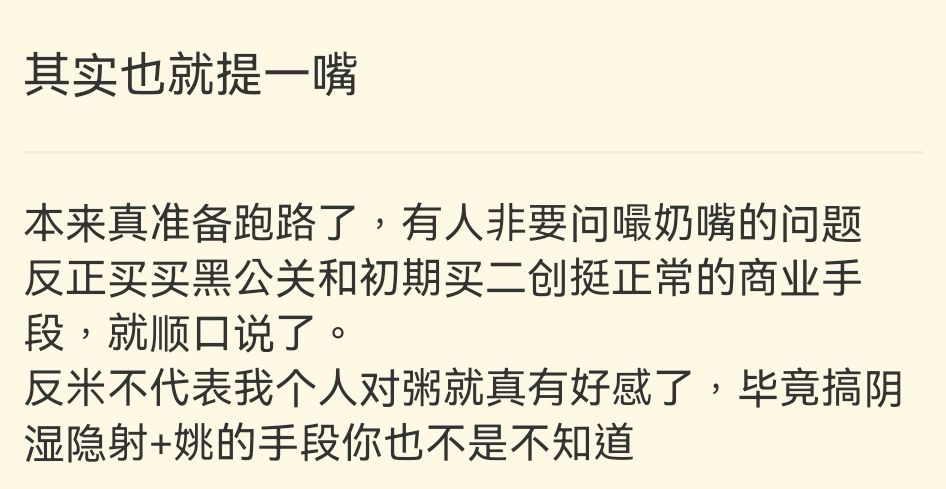 其实也就提一嘴
本来真准备跑路了，有人非要问嘬奶嘴的问题
反正买买黑公关和初期买二创挺正常的商业手
段，就顺口说了。
反米不代表我个人对粥就真有好感了，毕竟搞阴
湿隐射+姚的手段你也不是不知道